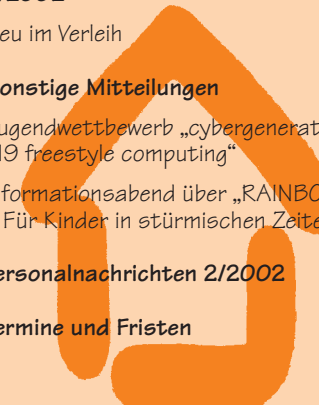 /2002
eu im Verleih
onstige Mitteilungen
ugendwettbewerb „cybergenerat
19 freestyle computing“
formationsabend über „RAINBO
Für Kinder in stürmischen Zeite
ersonalnachrichten 2/2002
ermine und Fristen